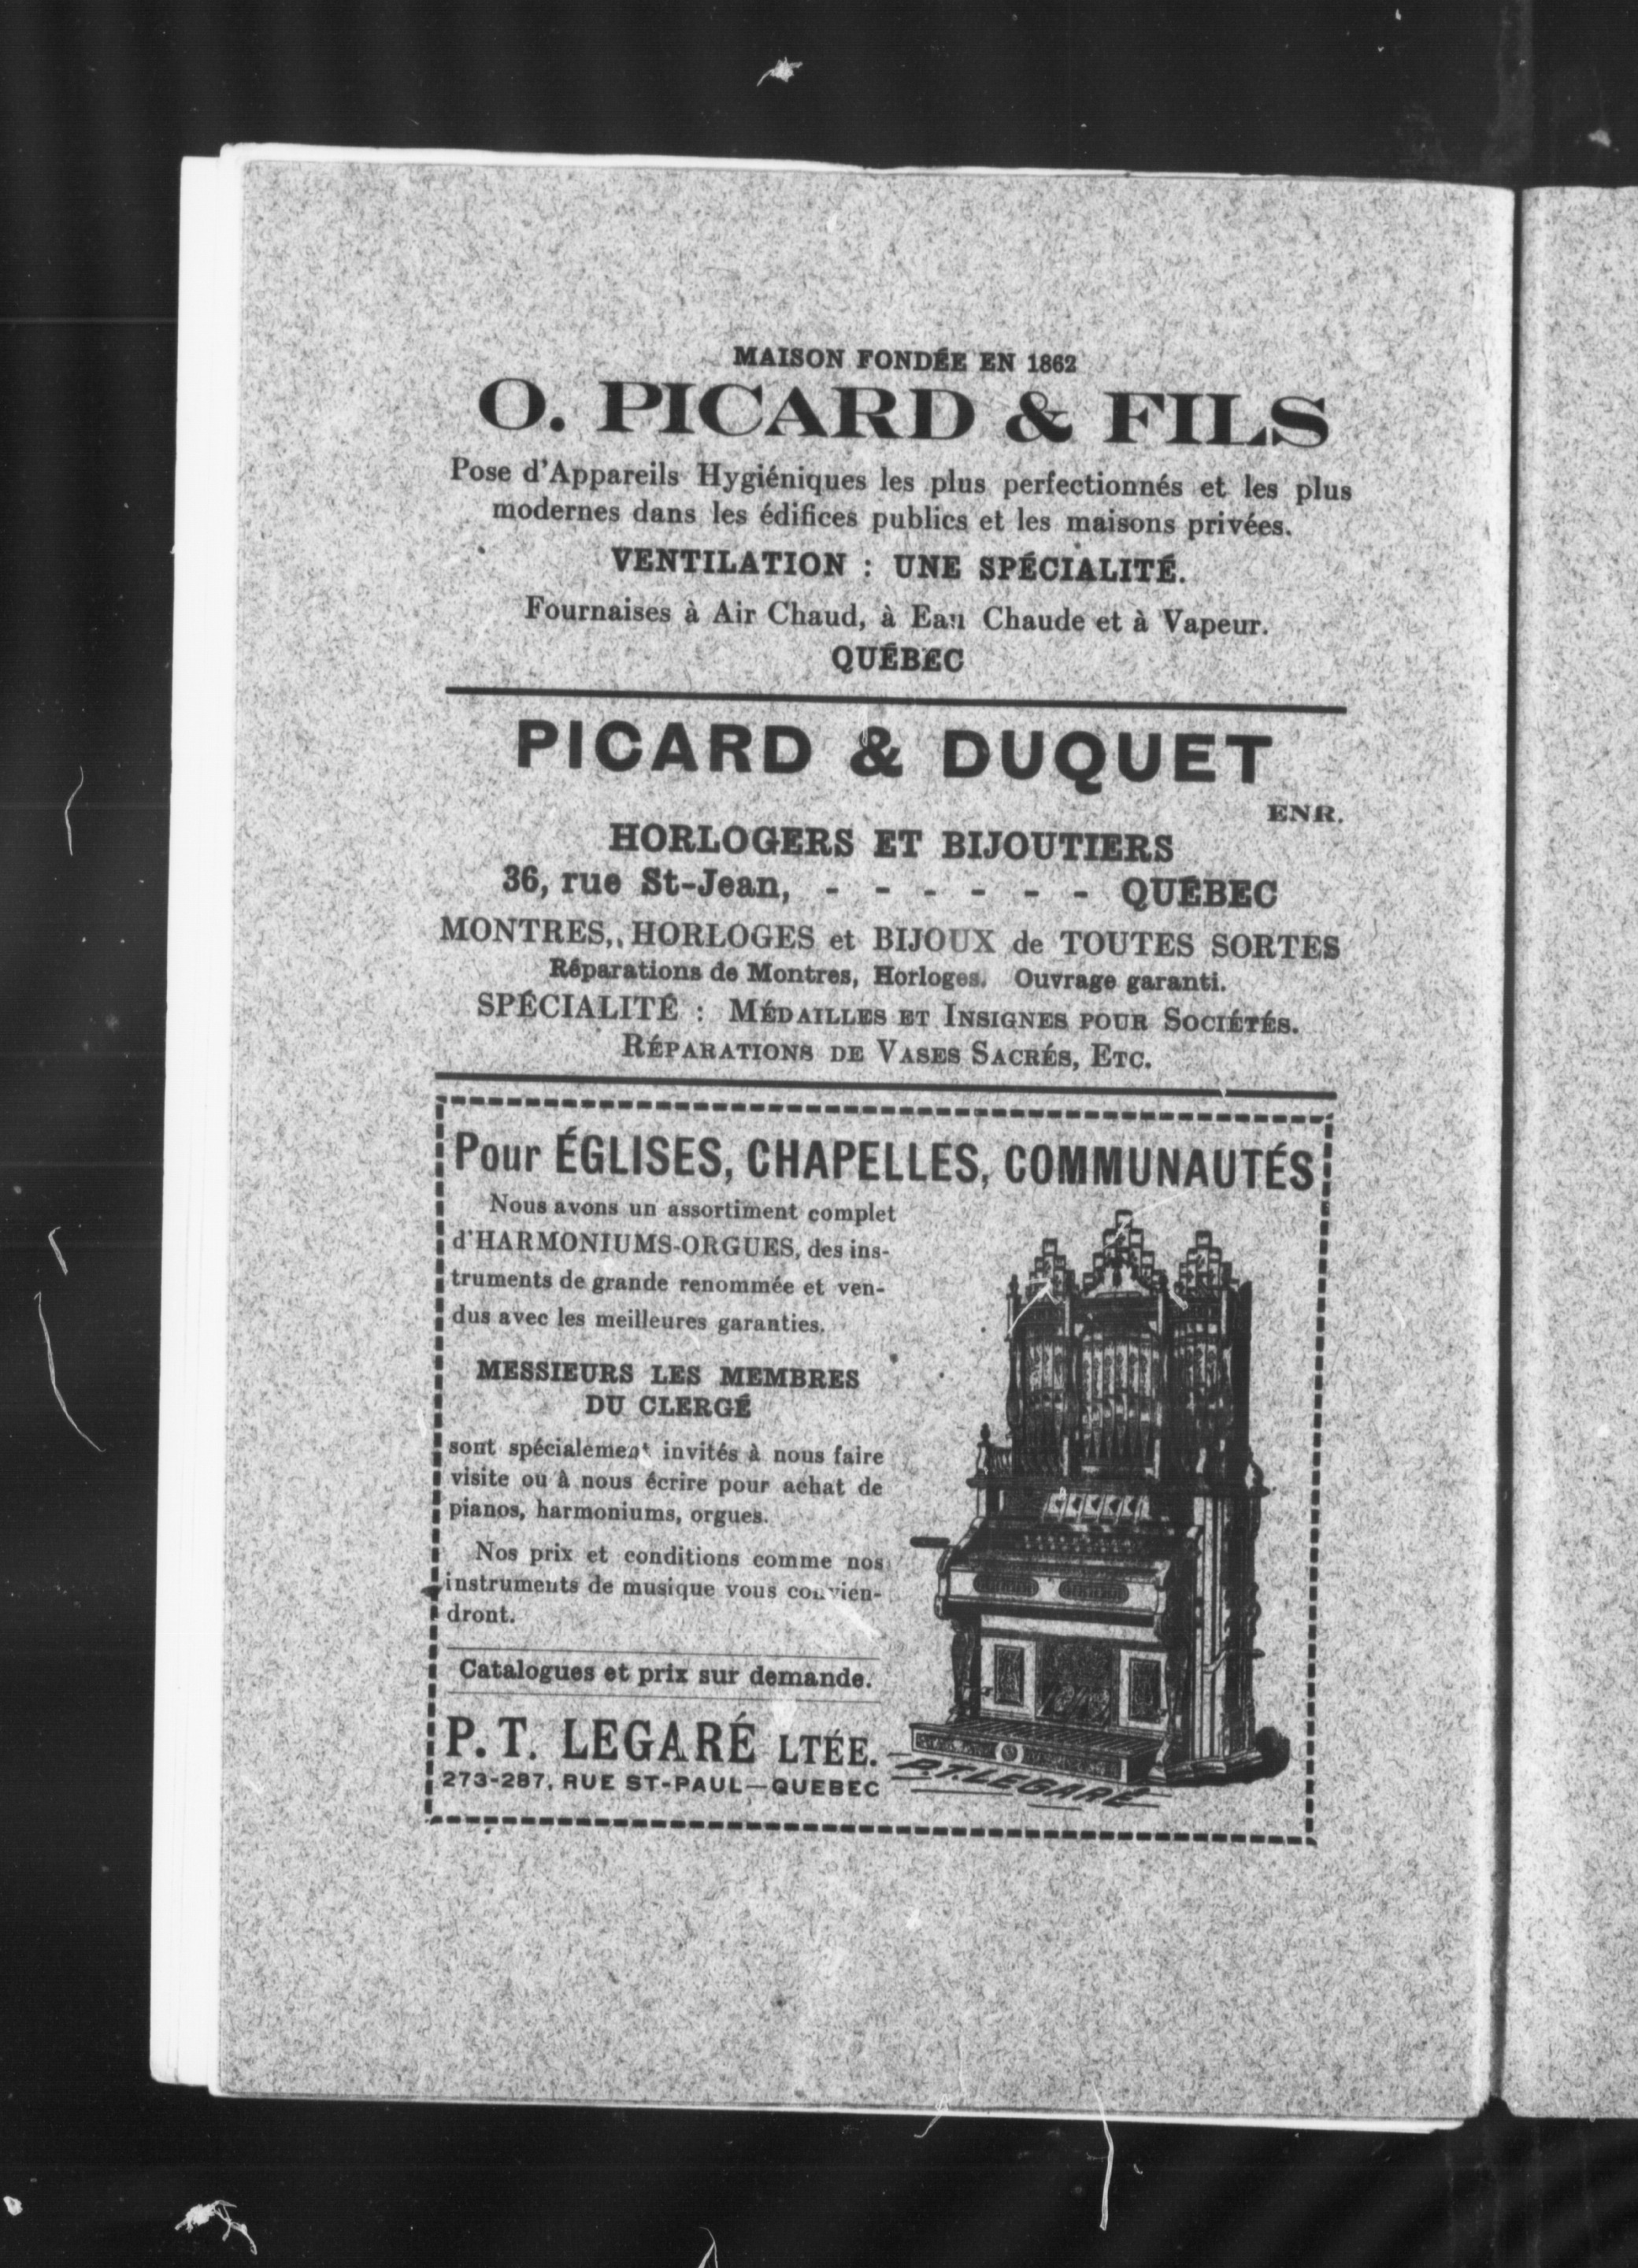 MAISON FONDÉE EN 1862
O. PICARD & FILS
Pose d'Appareils Hygiéniques les plus perfectionnés et les plus
modernes dans les édifices publics et les maisons privées.
VENTILATION : UNE SPÉCIALITÉ.
Fournaises à Air Chaud, à Eau Chaude et à Vapeur.
QUÉBEC
PICARD & DUQUET
ENR.
HORLOGERS ET BIJOUTIERS
36, rue St-Jean, - - - - - - QUÉBEC
MONTRES,, HORLOGES et BIJOUX de TOUTES SORTES
Réparations de Montres, Horloges. Ouvrage garanti.
SPÉCIALITÉ : MÉDAILLES ET INSIGNES POUR SOCIÉTÉS.
RÉPARATIONS DE VASES SACRÉS, ETC.
Pour ÉGLISES, CHAPELLES, COMMUNAUTÉS
Nous avons un assortiment complet
d'HARMONIUMS-ORGUES, des ins-
truments de grande renommée et ven-
dus avec les meilleures garanties.
MESSIEURS LES MEMBRES
DU CLERGÉ
sont spécialement invités à nous faire
visite ou à nous écrire pour achat de
pianos, harmoniums, orgues.
Nos prix et conditions comme nos
instruments de musique vous convien-
dront.
Catalogues et prix sur demande.
P. T. LEGARÉ LTÉE.
273-287, RUE ST-PAUL—QUEBEC
P.T. LEGARÉ